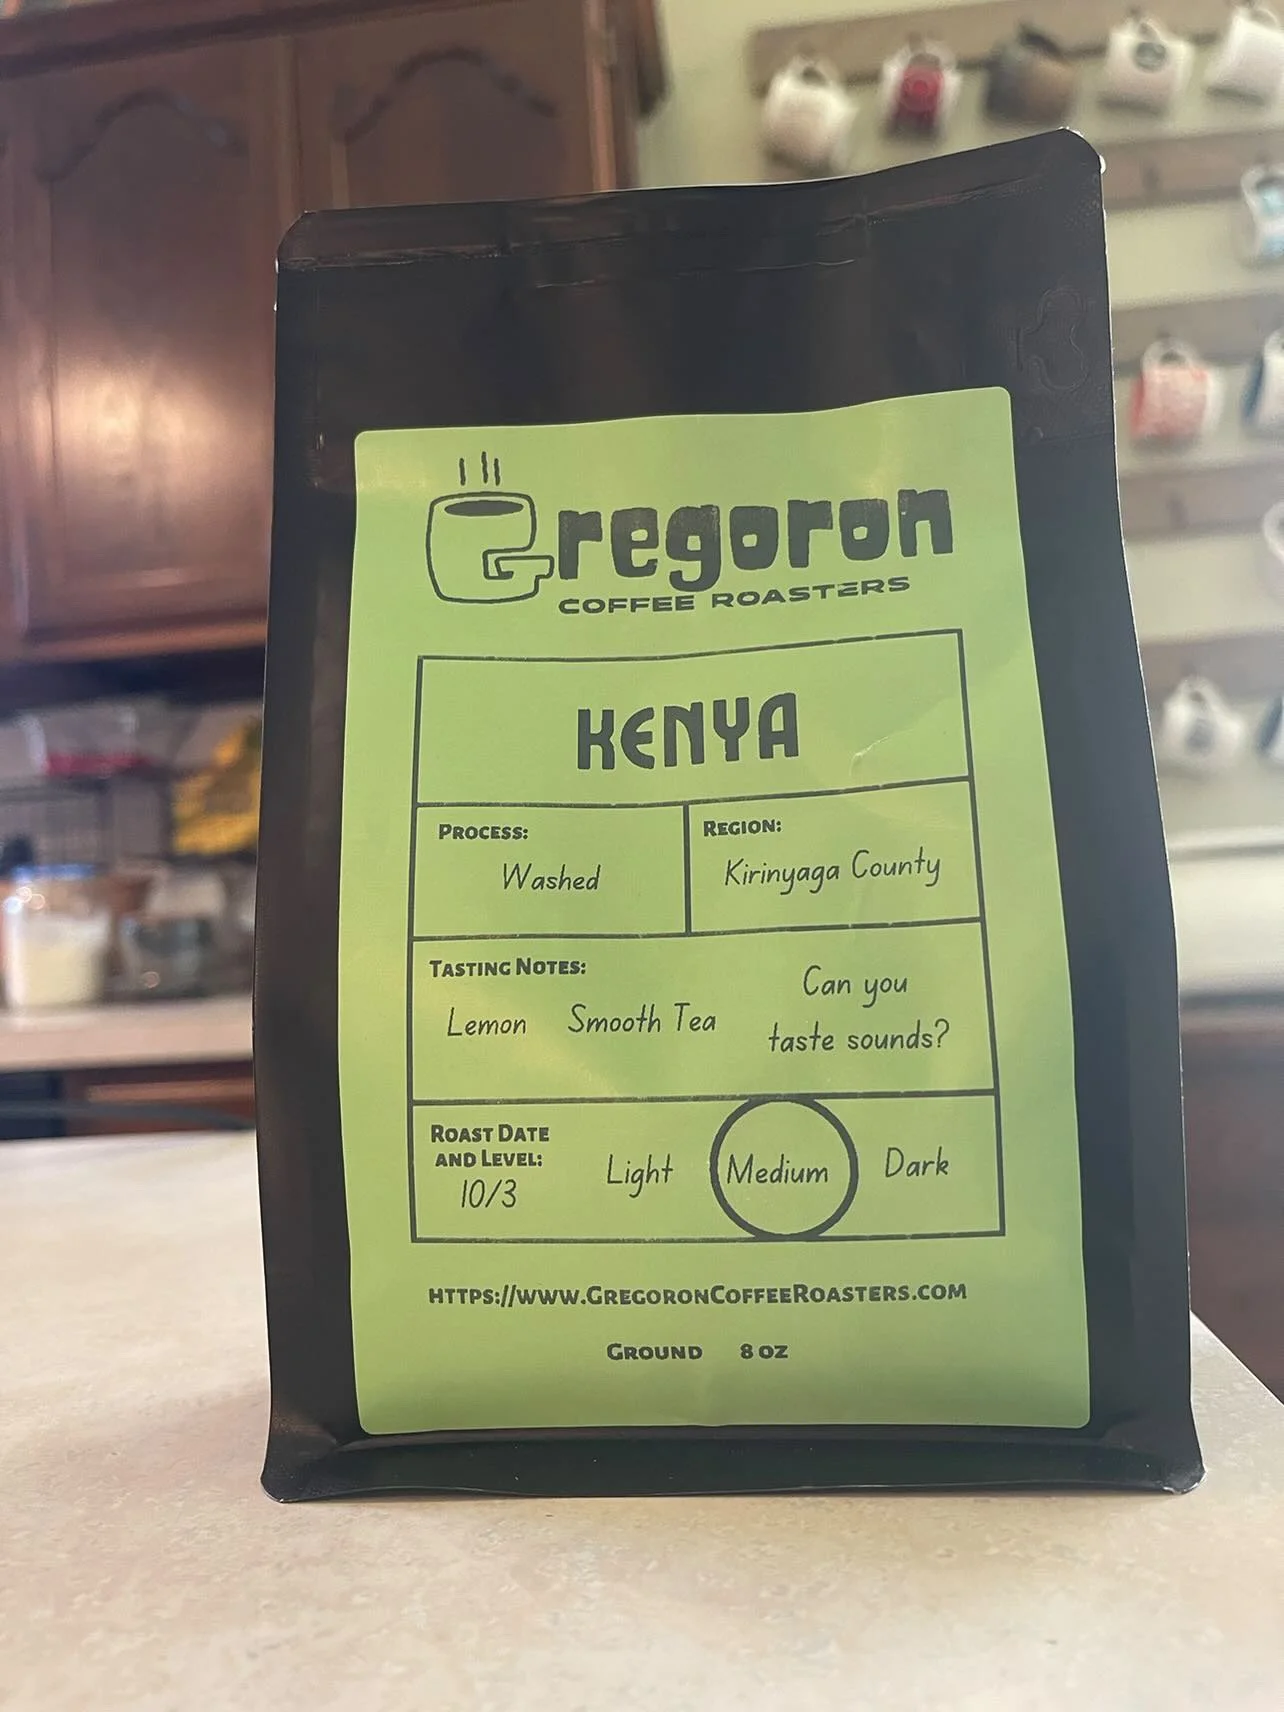 Gregoron
COFFEE ROASTERS
KENYA
PROCESS:
Washed
REGION:
Kirinyaga County
TASTING NOTES:
Lemon
Smooth Tea
Can you
taste sounds?
ROAST DATE
AND LEVEL:
10/3
Light
Medium
Dark
HTTPS://WWW.GREGORONCOFFEEROASTERS.COM
GROUND 8 OZ